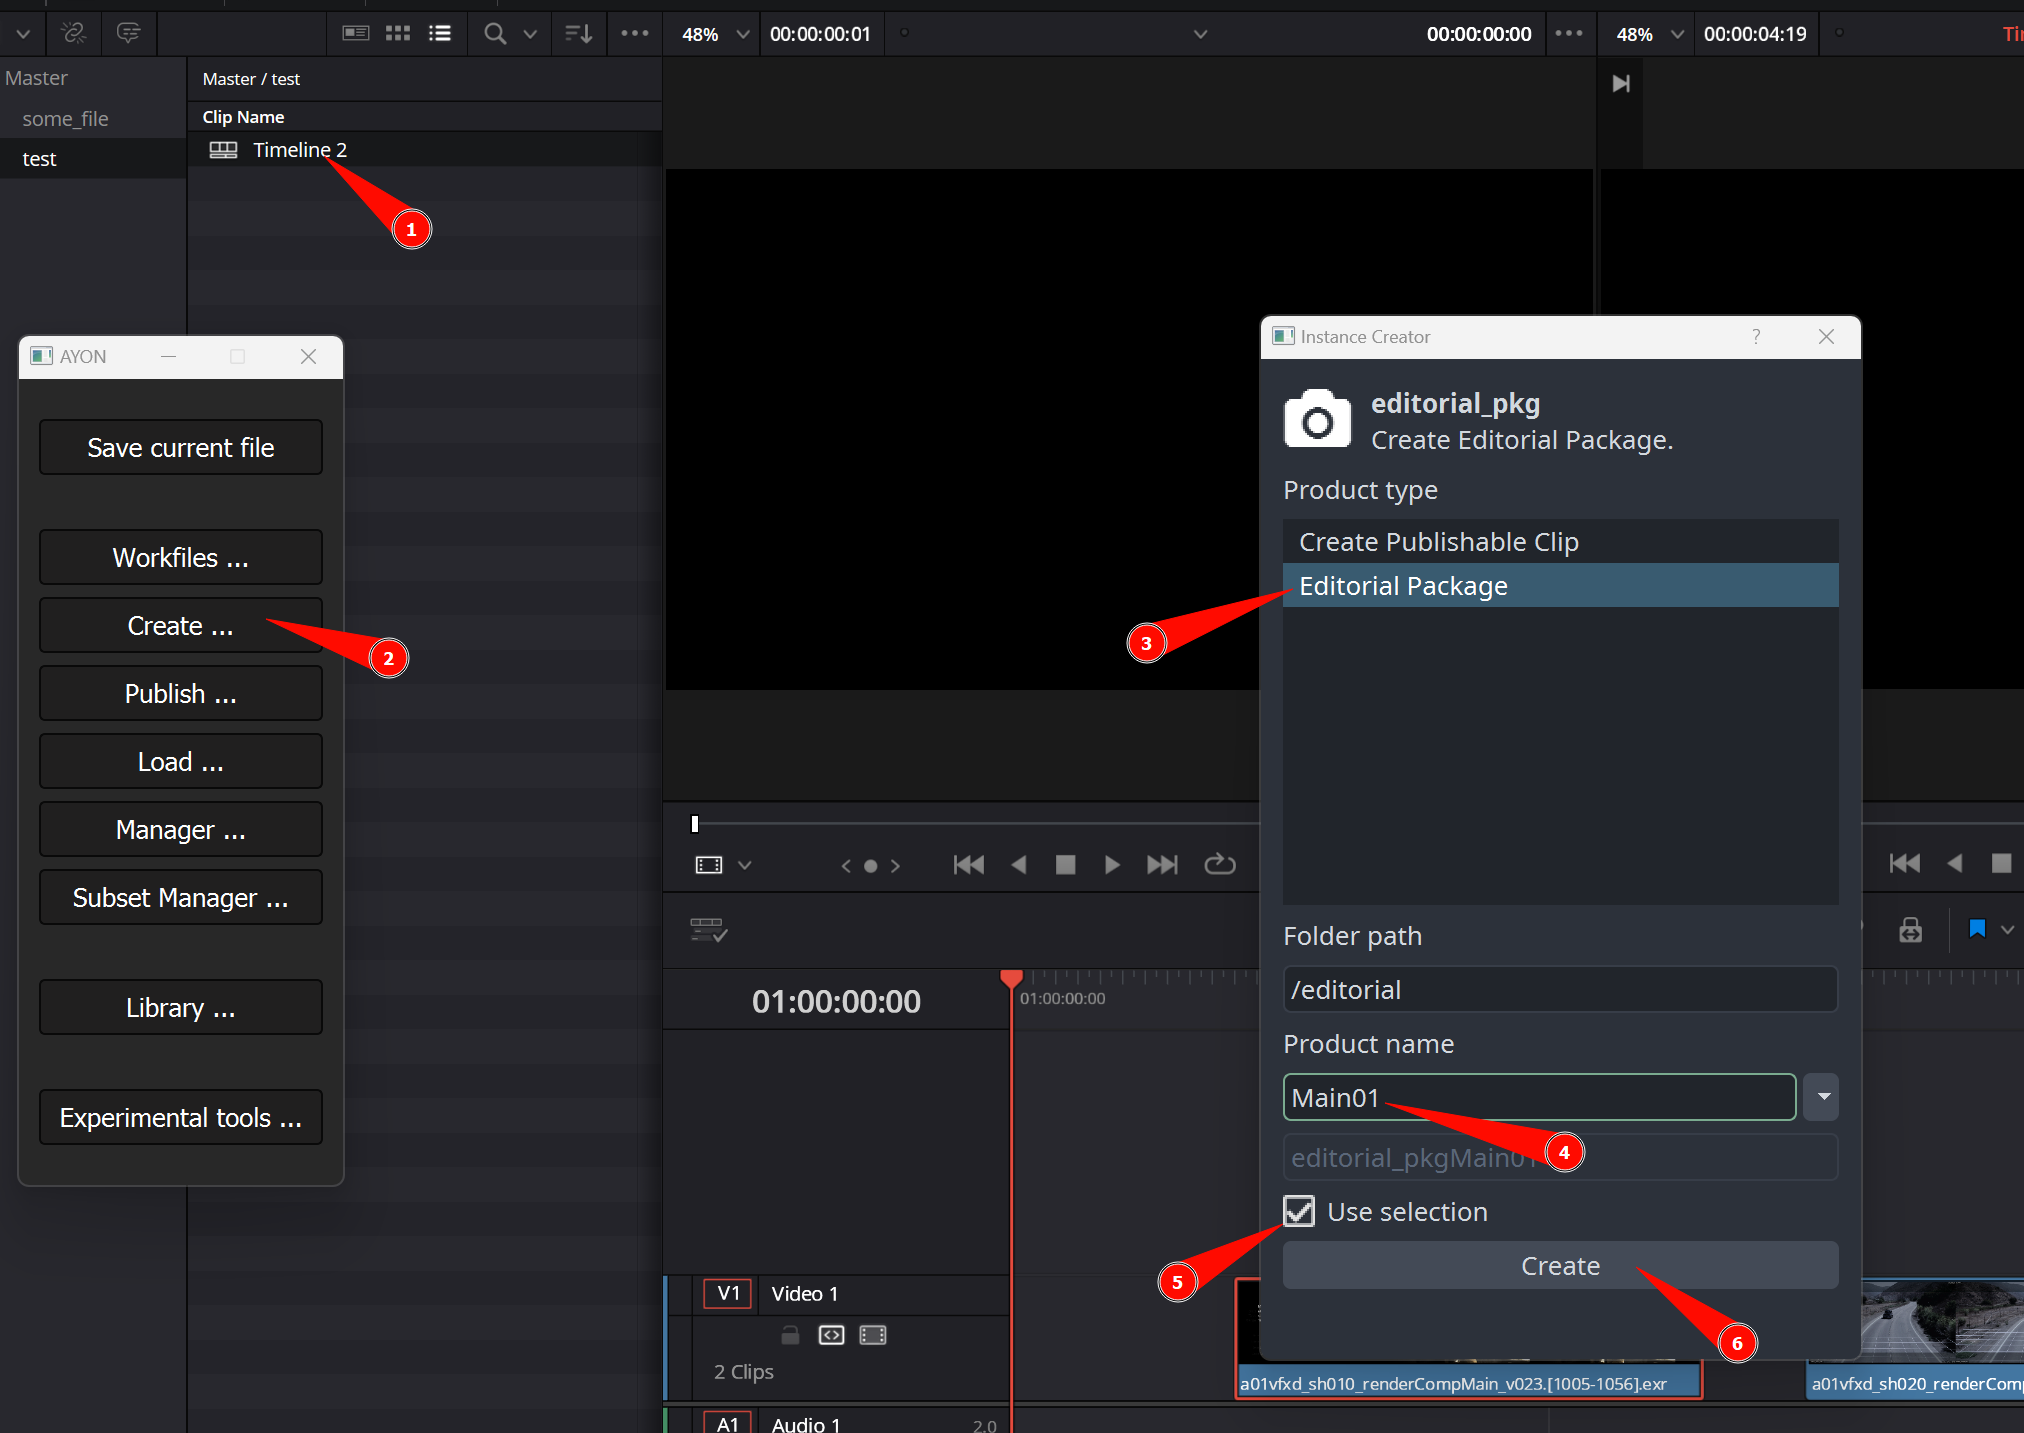 48%
00:00:00:01
00:00:00:00
48%
00:00:04:19
Master
some_file
test
Master / test
Clip Name
Timeline 2
1
AYON
Save current file
Workfiles ...
Create ...
2
Publish ...
Load ...
Manager ...
Subset Manager ...
Library ...
Experimental tools ...
Instance Creator
?
editorial_pkg
Create Editorial Package.
Product type
Create Publishable Clip
Editorial Package
3
Folder path
/editorial
Product name
Main01
4
editorial_pkgMain01
Use selection
5
Create
6
01:00:00:00
01:00:00:00
V1
Video 1
2 Clips
a01vfxd_sh010_renderCompMain_v023.[1005-1056].exr
a01vfxd_sh020_renderComp
A1
Audio 1
2.0